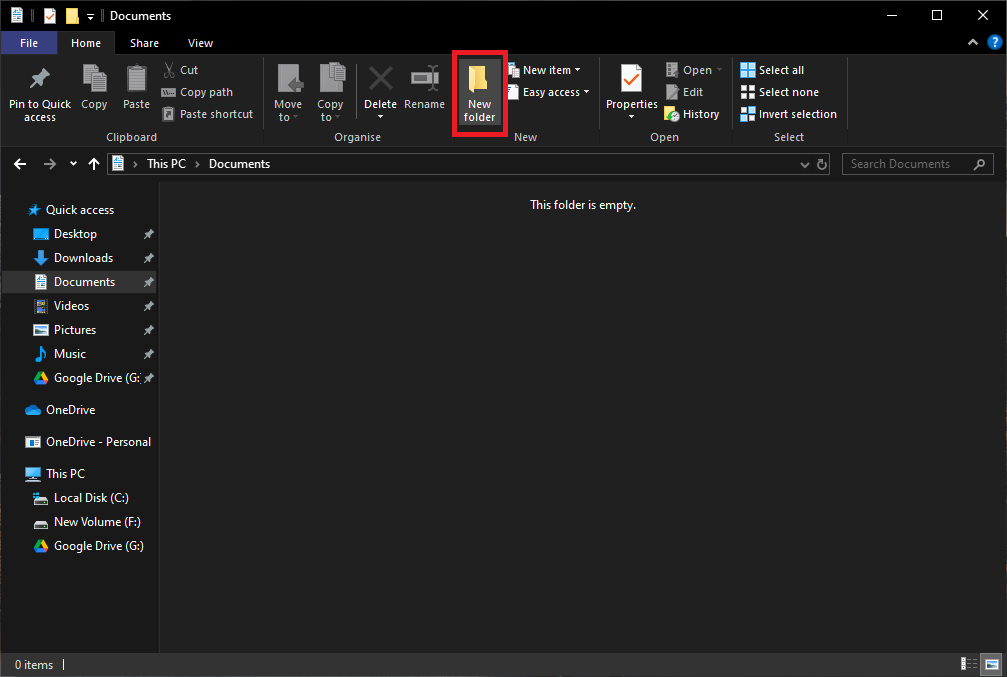 Documents
File Home Share View
?
Pin to Quick access
Copy
Paste
Cut
Copy path
Paste shortcut
Clipboard
Move to
Copy to
Delete
Rename
Organise
New folder
New item
Easy access
New
Properties
Open
Edit
History
Open
Select all
Select none
Invert selection
Select
This PC > Documents
Search Documents
This folder is empty.
Quick access
Desktop
Downloads
Documents
Videos
Pictures
Music
Google Drive (G:
OneDrive
OneDrive - Personal
This PC
Local Disk (C:)
New Volume (F:)
Google Drive (G:)
0 items